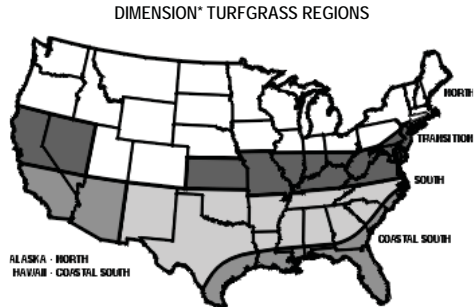 DIMENSION* TURFGRASS REGIONS
NORTH
TRANSITION
SOUTH
COASTAL SOUTH
ALASKA - NORTH
HAWAII - COASTAL SOUTH